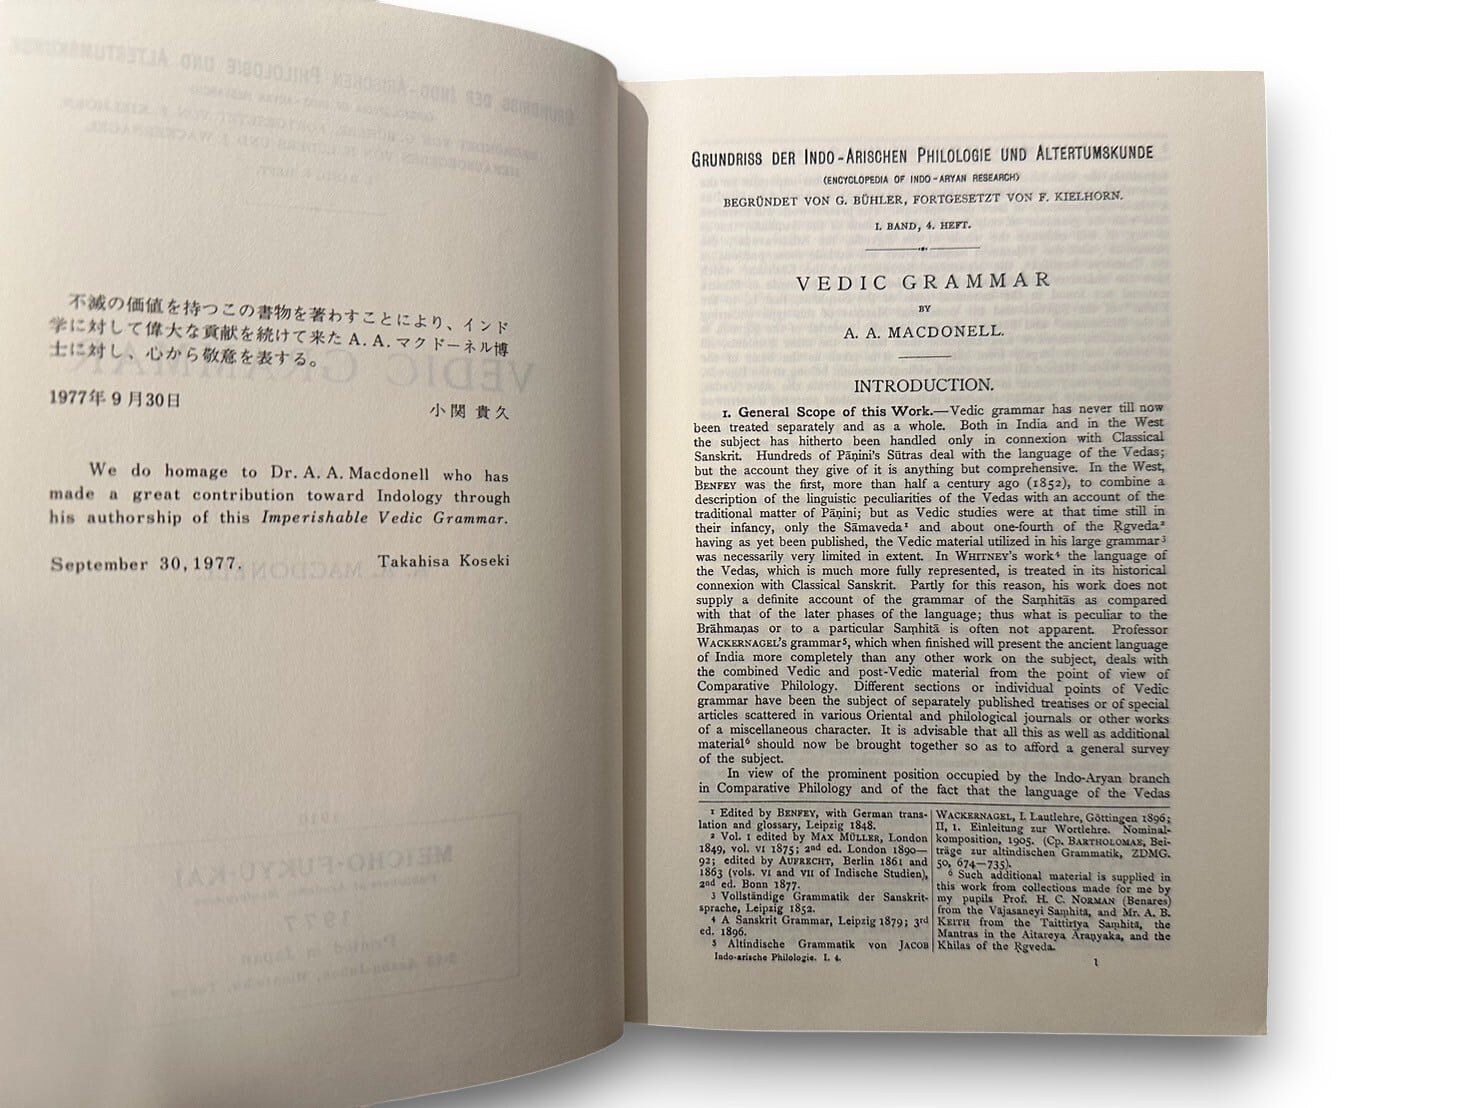 不滅の価値を持つこの書物を著わすことにより、インド
学に対して偉大な貢献を続けて来たA.A.マクドーネル博
士に対し、心から敬意を表する。
1977年9月30日
小関貴久
We do homage to Dr. A. A. Macdonell who has
made a great contribution toward Indology through
his authorship of this Imperishable Vedic Grammar.
September 30, 1977.
Takahisa Koseki
GRUNDRISS DER INDO-ARISCHEN PHILOLOGIE UND ALTERTUMSKUNDE
(ENCYCLOPEDIA OF INDO-ARYAN RESEARCH)
BEGRÜNDET VON G. BÜHLER, FORTGESETZT VON F. KIELHORN.
I. BAND, 4. HEFT.
VEDIC GRAMMAR
BY
A. A. MACDONELL.
INTRODUCTION.
1. General Scope of this Work.—Vedic grammar has never till now
been treated separately and as a whole. Both in India and in the West
the subject has hitherto been handled only in connexion with Classical
Sanskrit. Hundreds of Pāṇini's Sūtras deal with the language of the Vedas;
but the account they give of it is anything but comprehensive. In the West,
BENFEY was the first, more than half a century ago (1852), to combine a
description of the linguistic peculiarities of the Vedas with an account of the
traditional matter of Pāṇini; but as Vedic studies were at that time still in
their infancy, only the Sāmaveda¹ and about one-fourth of the Ṛgveda²
having as yet been published, the Vedic material utilized in his large grammar³
was necessarily very limited in extent. In WHITNEY's work⁴ the language of
the Vedas, which is much more fully represented, is treated in its historical
connexion with Classical Sanskrit. Partly for this reason, his work does not
supply a definite account of the grammar of the Saṃhitās as compared
with that of the later phases of the language; thus what is peculiar to the
Brāhmaṇas or to a particular Saṃhitā is often not apparent. Professor
WACKERNAGEL's grammar⁵, which when finished will present the ancient language
of India more completely than any other work on the subject, deals with
the combined Vedic and post-Vedic material from the point of view of
Comparative Philology. Different sections or individual points of Vedic
grammar have been the subject of separately published treatises or of special
articles scattered in various Oriental and philological journals or other works
of a miscellaneous character. It is advisable that all this as well as additional
material⁶ should now be brought together so as to afford a general survey
of the subject.
In view of the prominent position occupied by the Indo-Aryan branch
in Comparative Philology and of the fact that the language of the Vedas
¹ Edited by BENFEY, with German trans-
lation and glossary, Leipzig 1848.
² Vol. I edited by MAX MÜLLER, London
1849, vol. VI 1875; 2nd ed. London 1890—
92; edited by AUFRECHT, Berlin 1861 and
1863 (vols. VI and VII of Indische Studien),
2nd ed. Bonn 1877.
³ Vollständige Grammatik der Sanskrit-
sprache, Leipzig 1852.
⁴ A Sanskrit Grammar, Leipzig 1879; 3rd
ed. 1896.
⁵ Altindische Grammatik von JACOB
WACKERNAGEL, I. Lautlehre, Göttingen 1896;
II, 1. Einleitung zur Wortlehre. Nominal-
komposition, 1905. (Cp. BARTHOLOMAE, Bei-
träge zur altindischen Grammatik, ZDMG.
50, 674—735).
⁶ Such additional material is supplied in
this work from collections made for me by
my pupils Prof. H. C. NORMAN (Benares)
from the Vājasaneyi Saṃhitā, and Mr. A. B.
KEITH from the Taittirīya Saṃhitā, the
Mantras in the Aitareya Āraṇyaka, and the
Khilas of the Ṛgveda.
Indo-arische Philologie. I. 4.
1